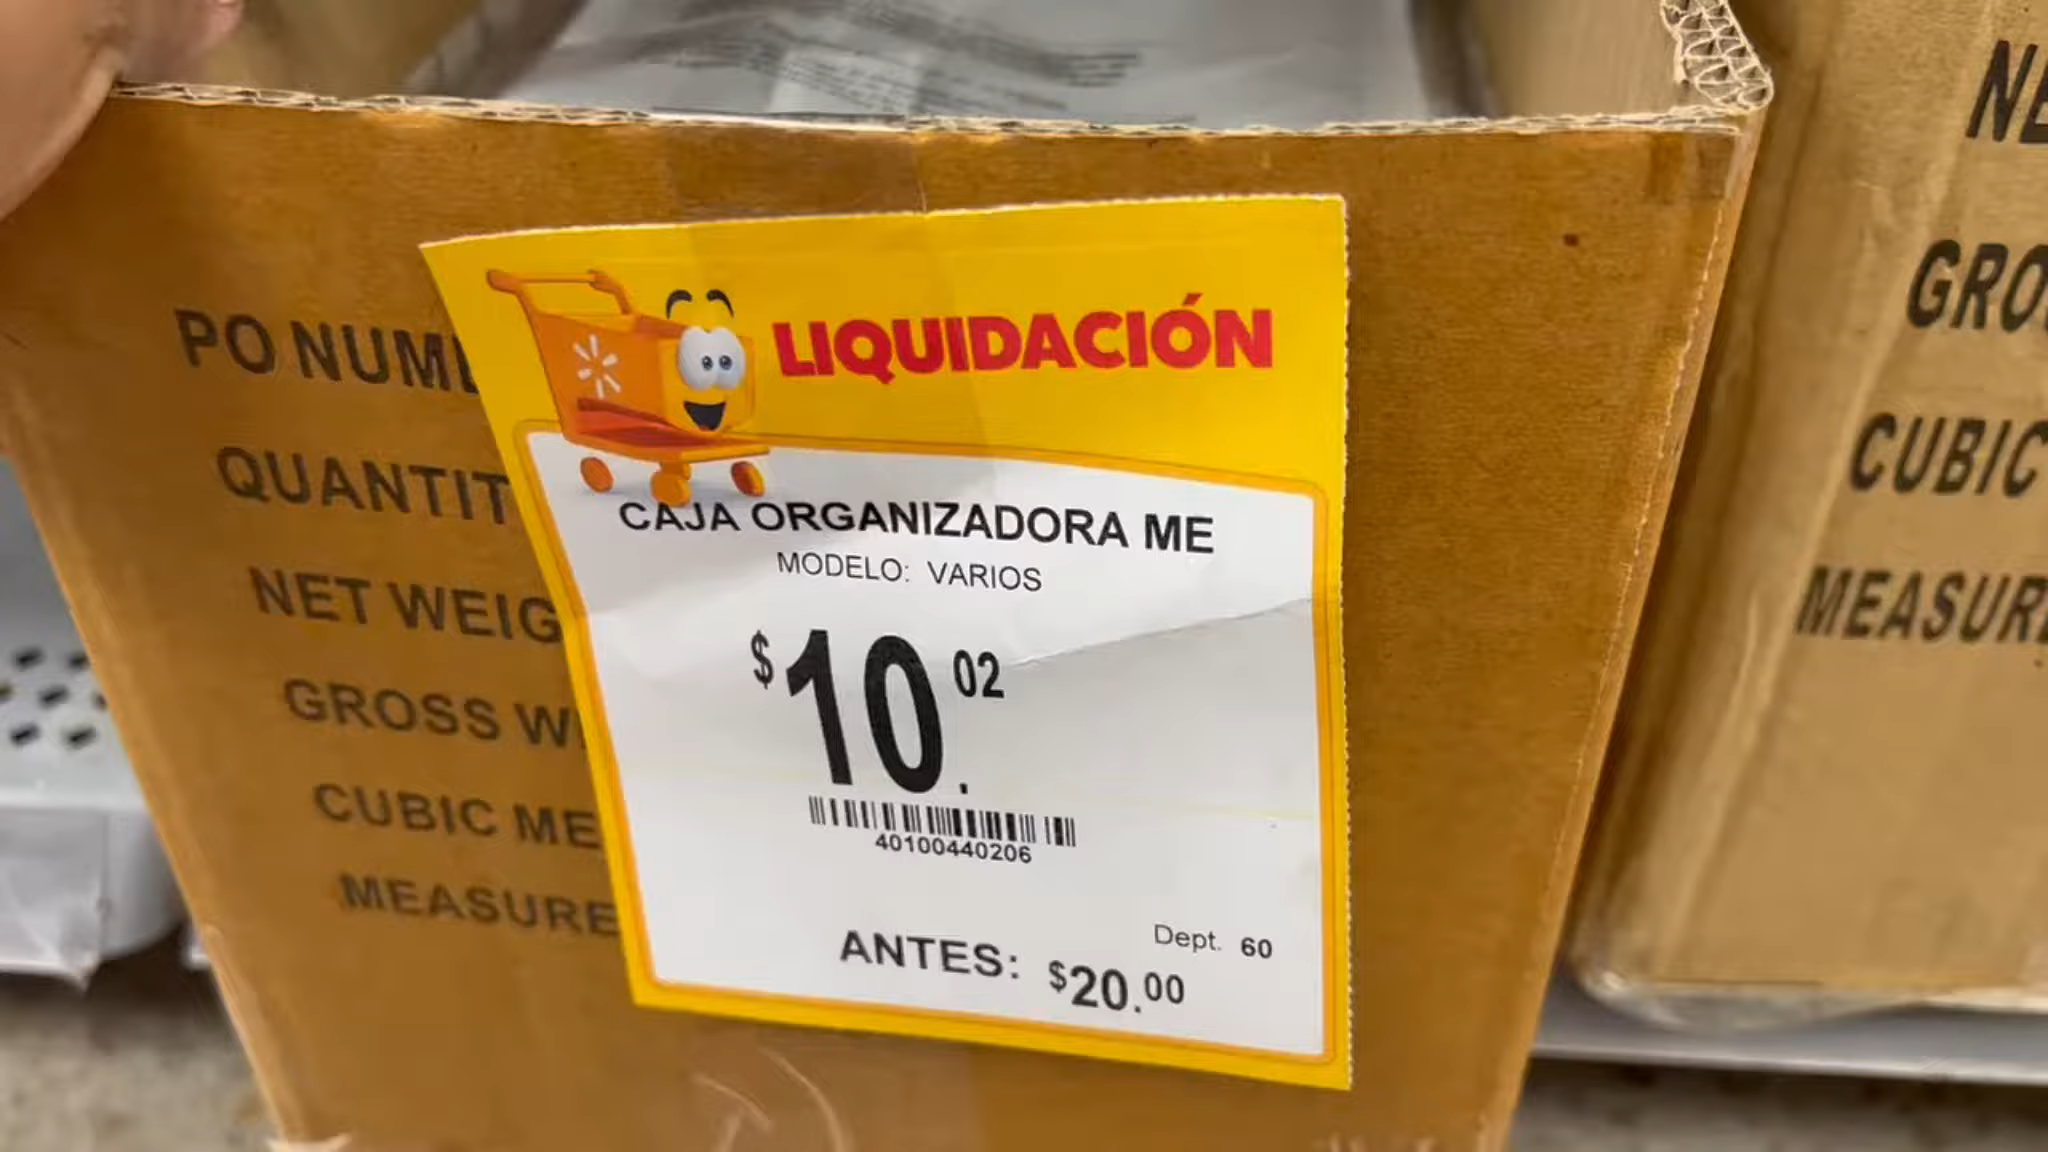 LIQUIDACIÓN
CAJA ORGANIZADORA ME
MODELO: VARIOS
$10.02
40100440206
Dept. 60
ANTES: $20.00
PO NUM
QUANTIT
NET WEIG
GROSS W
CUBIC ME
MEASURE
NE
GRO
CUBIC
MEASURE